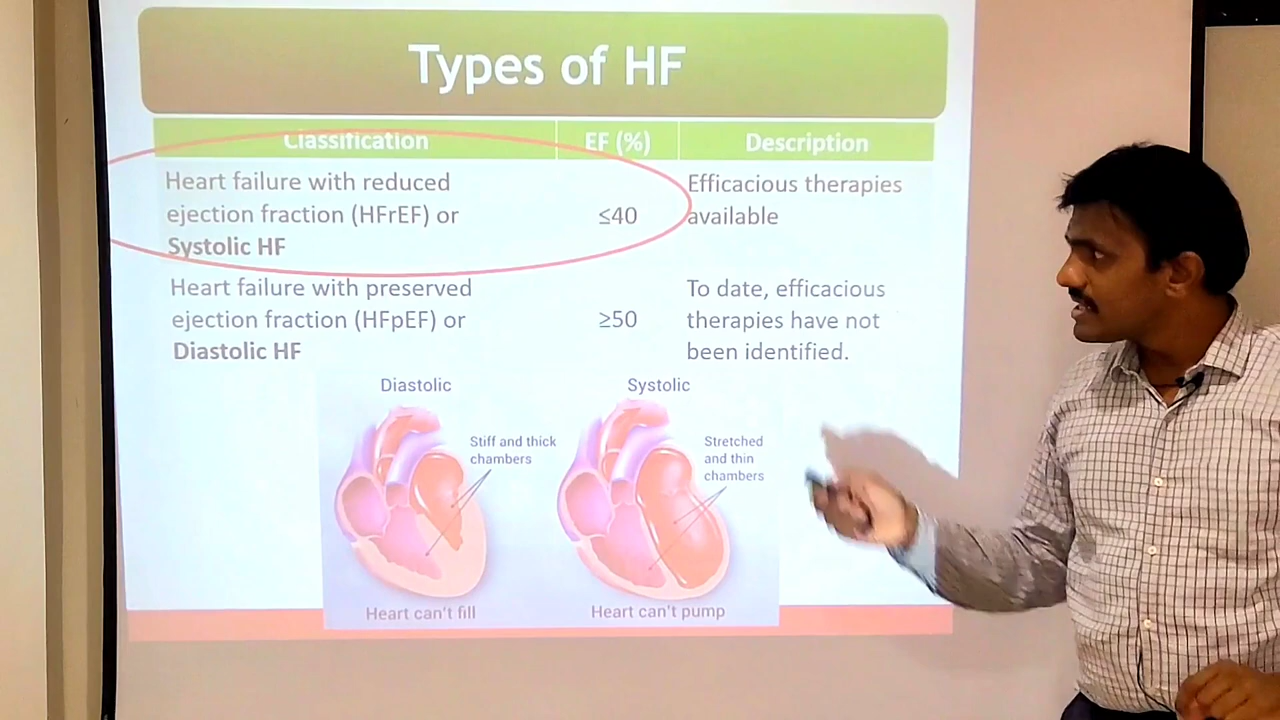 Types of HF
Classification EF (%) Description
Heart failure with reduced
ejection fraction (HFrEF) or
Systolic HF
≤40
Efficacious therapies
available
Heart failure with preserved
ejection fraction (HFpEF) or
Diastolic HF
≥50
To date, efficacious
therapies have not
been identified.
Diastolic
Stiff and thick
chambers
Heart can't fill
Systolic
Stretched
and thin
chambers
Heart can't pump